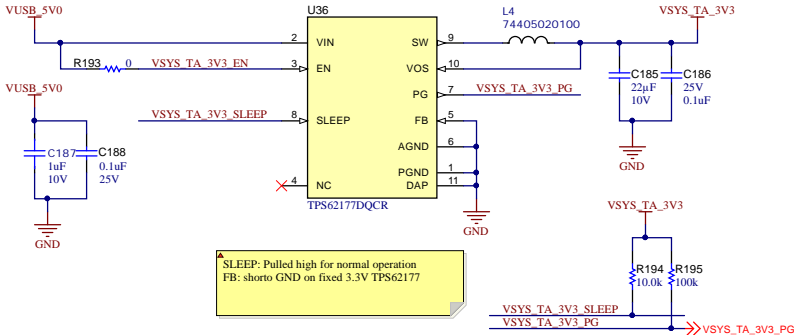 VUSB_5V0
U36
L4
74405020100
VSYS_TA_3V3
2
VIN
SW
9
R193
0
VSYS_TA_3V3_EN
3
EN
VOS
10
VUSB_5V0
PG
7
VSYS_TA_3V3_PG
C185
22µF
10V
C186
25V
0.1uF
VSYS_TA_3V3_SLEEP
8
SLEEP
FB
5
AGND
6
GND
C187
1uF
10V
C188
0.1uF
25V
PGND
1
4
NC
DAP
11
TPS62177DQCR
GND
GND
VSYS_TA_3V3
SLEEP: Pulled high for normal operation
FB: shorto GND on fixed 3.3V TPS62177
R194
10.0k
R195
100k
VSYS_TA_3V3_SLEEP
VSYS_TA_3V3_PG
VSYS_TA_3V3_PG